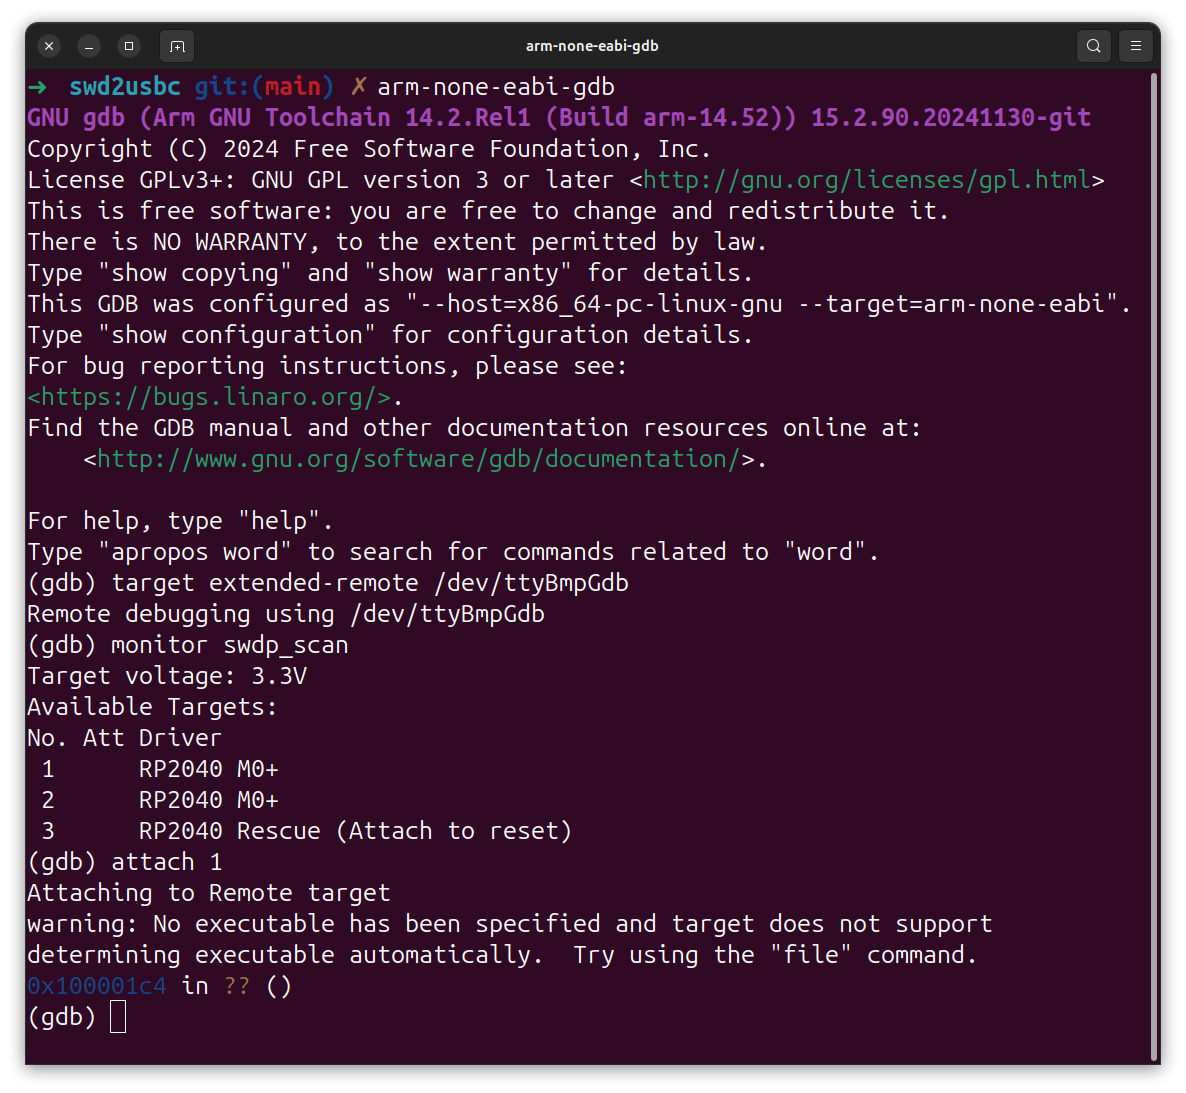 arm-none-eabi-gdb
➜  swd2usbc git:(main) ✗ arm-none-eabi-gdb
GNU gdb (Arm GNU Toolchain 14.2.Rel1 (Build arm-14.52)) 15.2.90.20241130-git
Copyright (C) 2024 Free Software Foundation, Inc.
License GPLv3+: GNU GPL version 3 or later <http://gnu.org/licenses/gpl.html>
This is free software: you are free to change and redistribute it.
There is NO WARRANTY, to the extent permitted by law.
Type "show copying" and "show warranty" for details.
This GDB was configured as "--host=x86_64-pc-linux-gnu --target=arm-none-eabi".
Type "show configuration" for configuration details.
For bug reporting instructions, please see:
<https://bugs.linaro.org/>.
Find the GDB manual and other documentation resources online at:
    <http://www.gnu.org/software/gdb/documentation/>.

For help, type "help".
Type "apropos word" to search for commands related to "word".
(gdb) target extended-remote /dev/ttyBmpGdb
Remote debugging using /dev/ttyBmpGdb
(gdb) monitor swdp_scan
Target voltage: 3.3V
Available Targets:
No. Att Driver
 1      RP2040 M0+
 2      RP2040 M0+
 3      RP2040 Rescue (Attach to reset)
(gdb) attach 1
Attaching to Remote target
warning: No executable has been specified and target does not support
determining executable automatically.  Try using the "file" command.
0x100001c4 in ?? ()
(gdb)